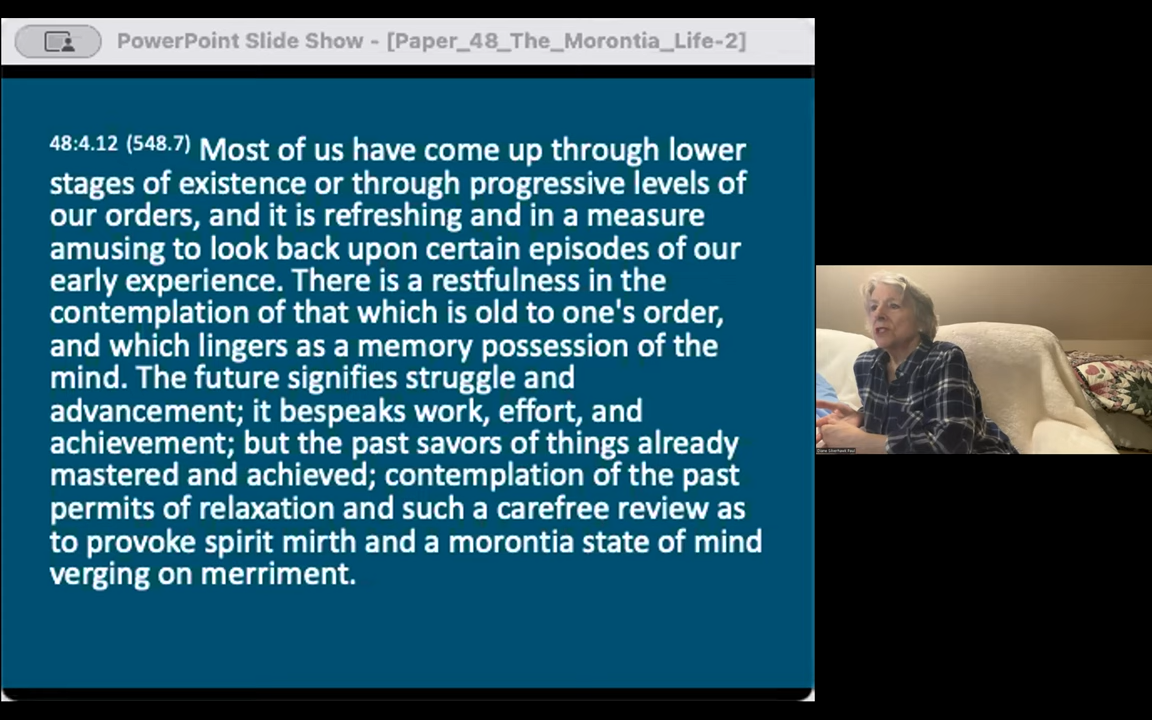 PowerPoint Slide Show - [Paper_48_The_Morontia_Life-2]
48:4.12 (548.7) Most of us have come up through lower
stages of existence or through progressive levels of
our orders, and it is refreshing and in a measure
amusing to look back upon certain episodes of our
early experience. There is a restfulness in the
contemplation of that which is old to one's order,
and which lingers as a memory possession of the
mind. The future signifies struggle and
advancement; it bespeaks work, effort, and
achievement; but the past savors of things already
mastered and achieved; contemplation of the past
permits of relaxation and such a carefree review as
to provoke spirit mirth and a morontia state of mind
verging on merriment.